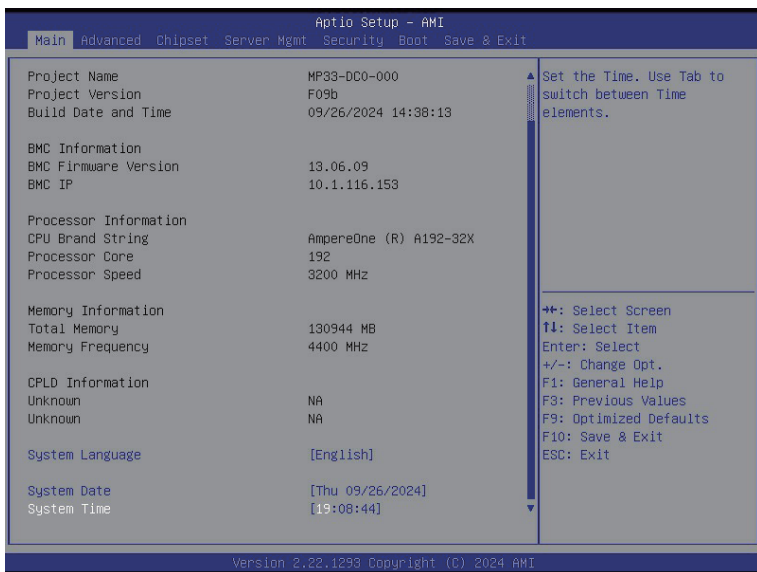 Aptio Setup – AMI
Main Advanced Chipset Server Mgmt Security Boot Save & Exit
Project Name MP33-DC0-000
Project Version F09b
Build Date and Time 09/26/2024 14:38:13
BMC Information
BMC Firmware Version 13.06.09
BMC IP 10.1.116.153
Processor Information
CPU Brand String AmpereOne (R) A192-32X
Processor Core 192
Processor Speed 3200 MHz
Memory Information
Total Memory 130944 MB
Memory Frequency 4400 MHz
CPLD Information
Unknown NA
Unknown NA
System Language [English]
System Date [Thu 09/26/2024]
System Time [19:08:44]
Set the Time. Use Tab to
switch between Time
elements.
→←: Select Screen
↑↓: Select Item
Enter: Select
+/-: Change Opt.
F1: General Help
F3: Previous Values
F9: Optimized Defaults
F10: Save & Exit
ESC: Exit
Version 2.22.1293 Copyright (C) 2024 AMI